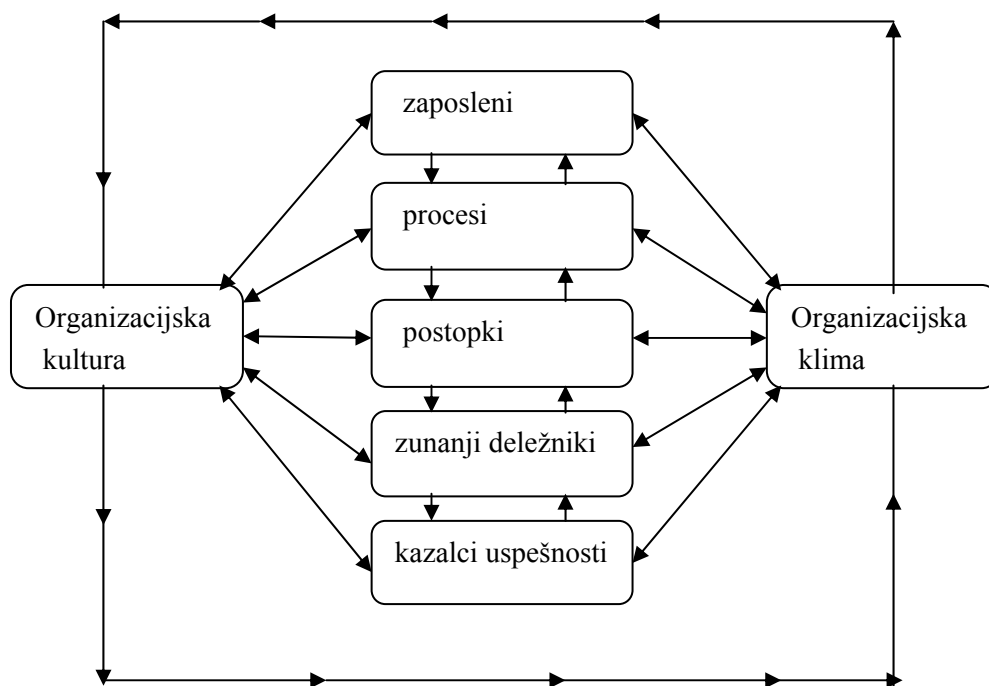 zaposleni
procesi
Organizacijska
kultura
postopki
Organizacijska
klima
zunanji deležniki
kazalci uspešnosti